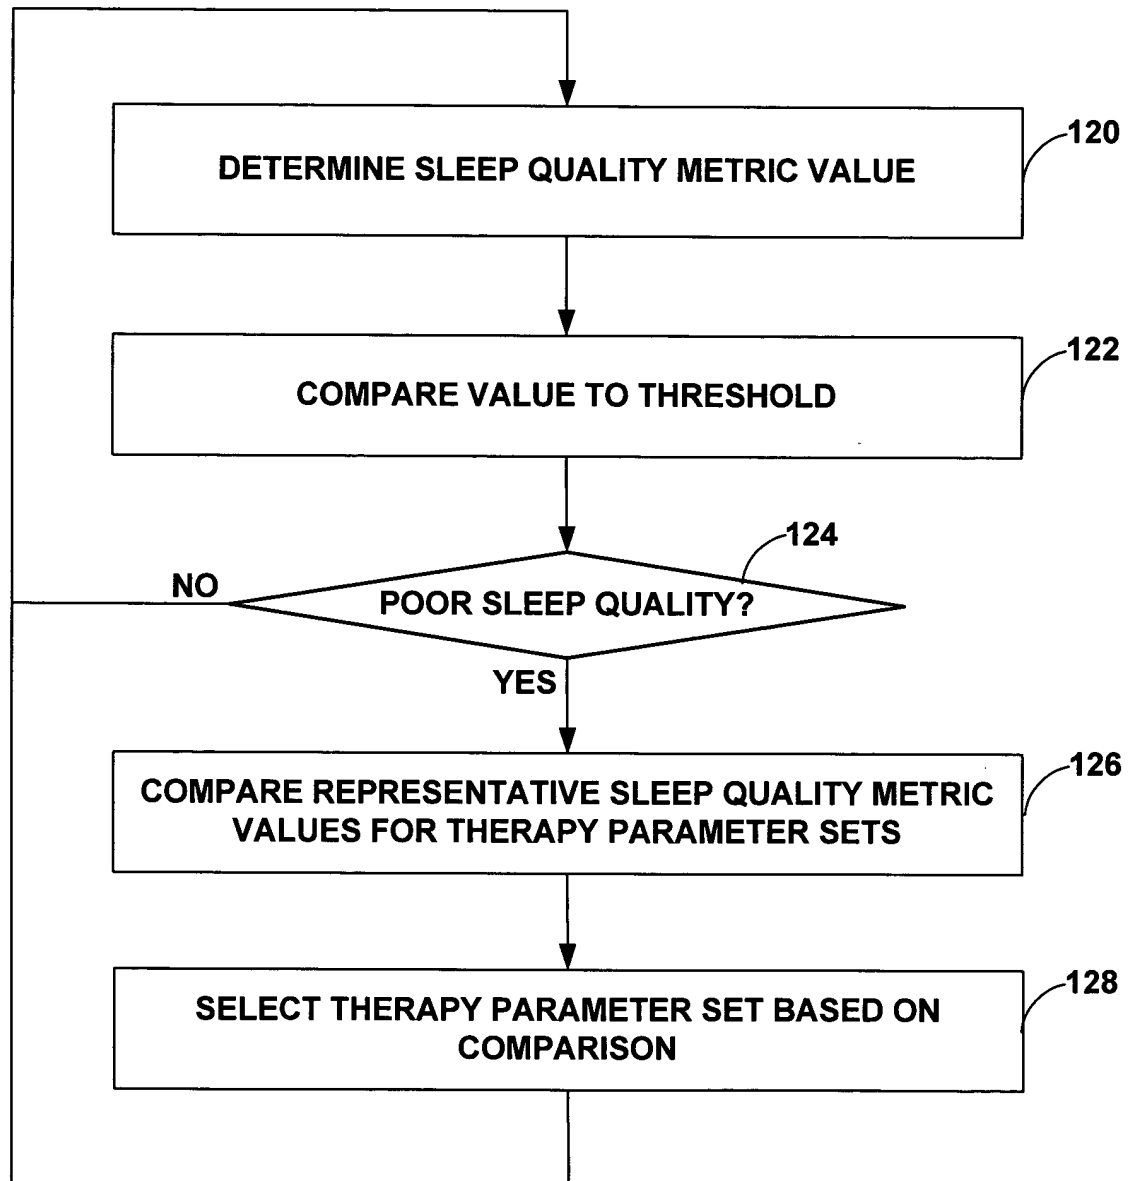 DETERMINE SLEEP QUALITY METRIC VALUE
120
COMPARE VALUE TO THRESHOLD
122
124
NO
POOR SLEEP QUALITY?
YES
COMPARE REPRESENTATIVE SLEEP QUALITY METRIC
VALUES FOR THERAPY PARAMETER SETS
126
SELECT THERAPY PARAMETER SET BASED ON
COMPARISON
128